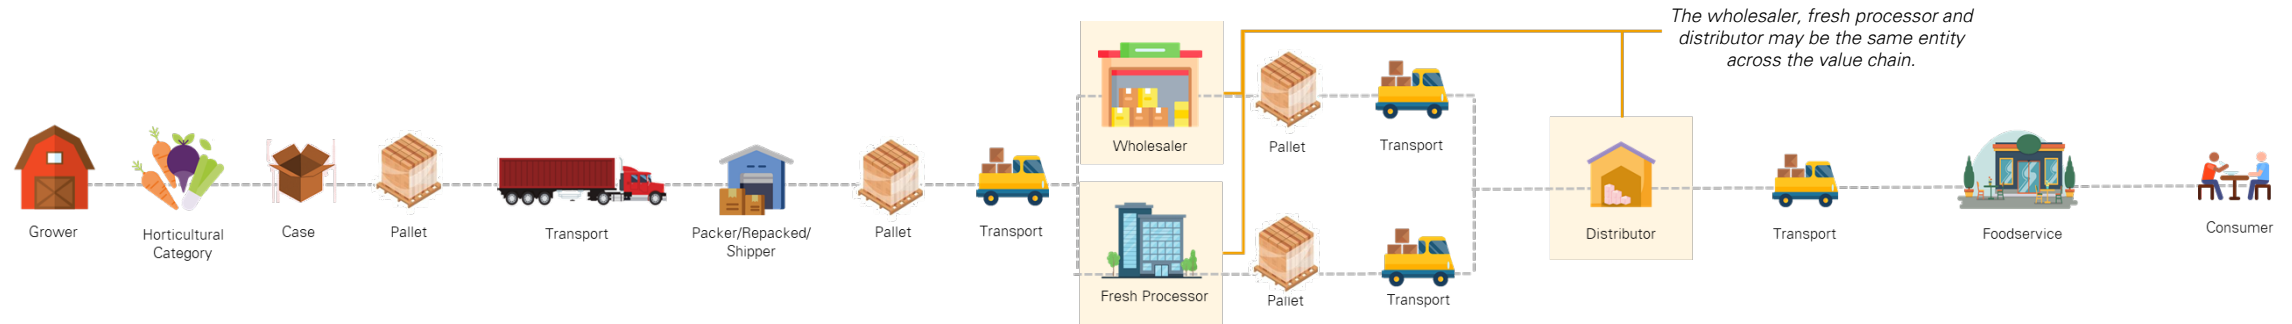 The wholesaler, fresh processor and
distributor may be the same entity
across the value chain.
Grower
Horticultural
Category
Case
Pallet
Transport
Packer/Repacked/
Shipper
Pallet
Transport
Wholesaler
Pallet
Transport
Fresh Processor
Pallet
Transport
Distributor
Transport
Foodservice
Consumer